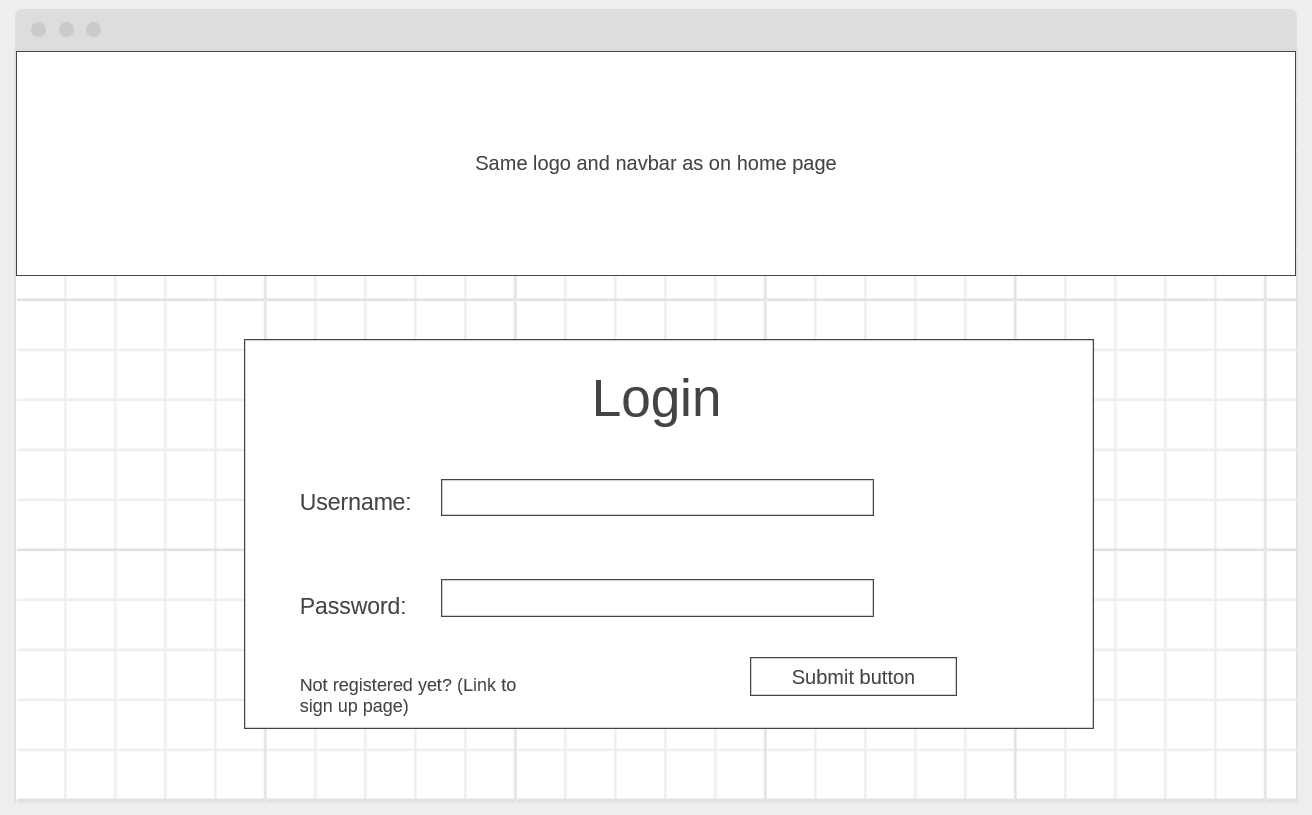 Same logo and navbar as on home page
Login
Username:
Password:
Not registered yet? (Link to
sign up page)
Submit button